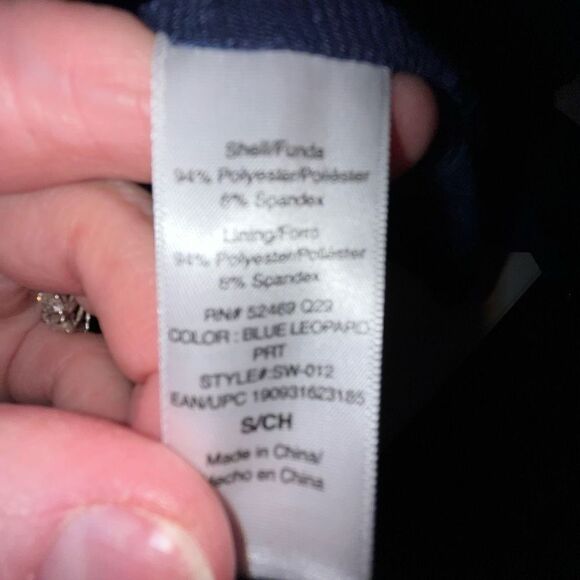 Shell/Funda
94% Polyester/Poliéster
6% Spandex
Lining/Forro
94% Polyester/Poliéster
6% Spandex
RN# 52469 Q29
COLOR : BLUE LEOPARD
PRT
STYLE#:SW-012
EAN/UPC 190931623185
S/CH
Made in China/
Hecho en China